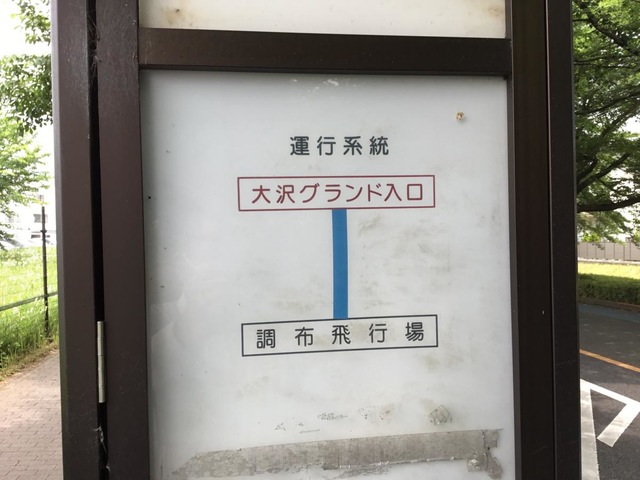 運行系統
大沢グランド入口
調布飛行場